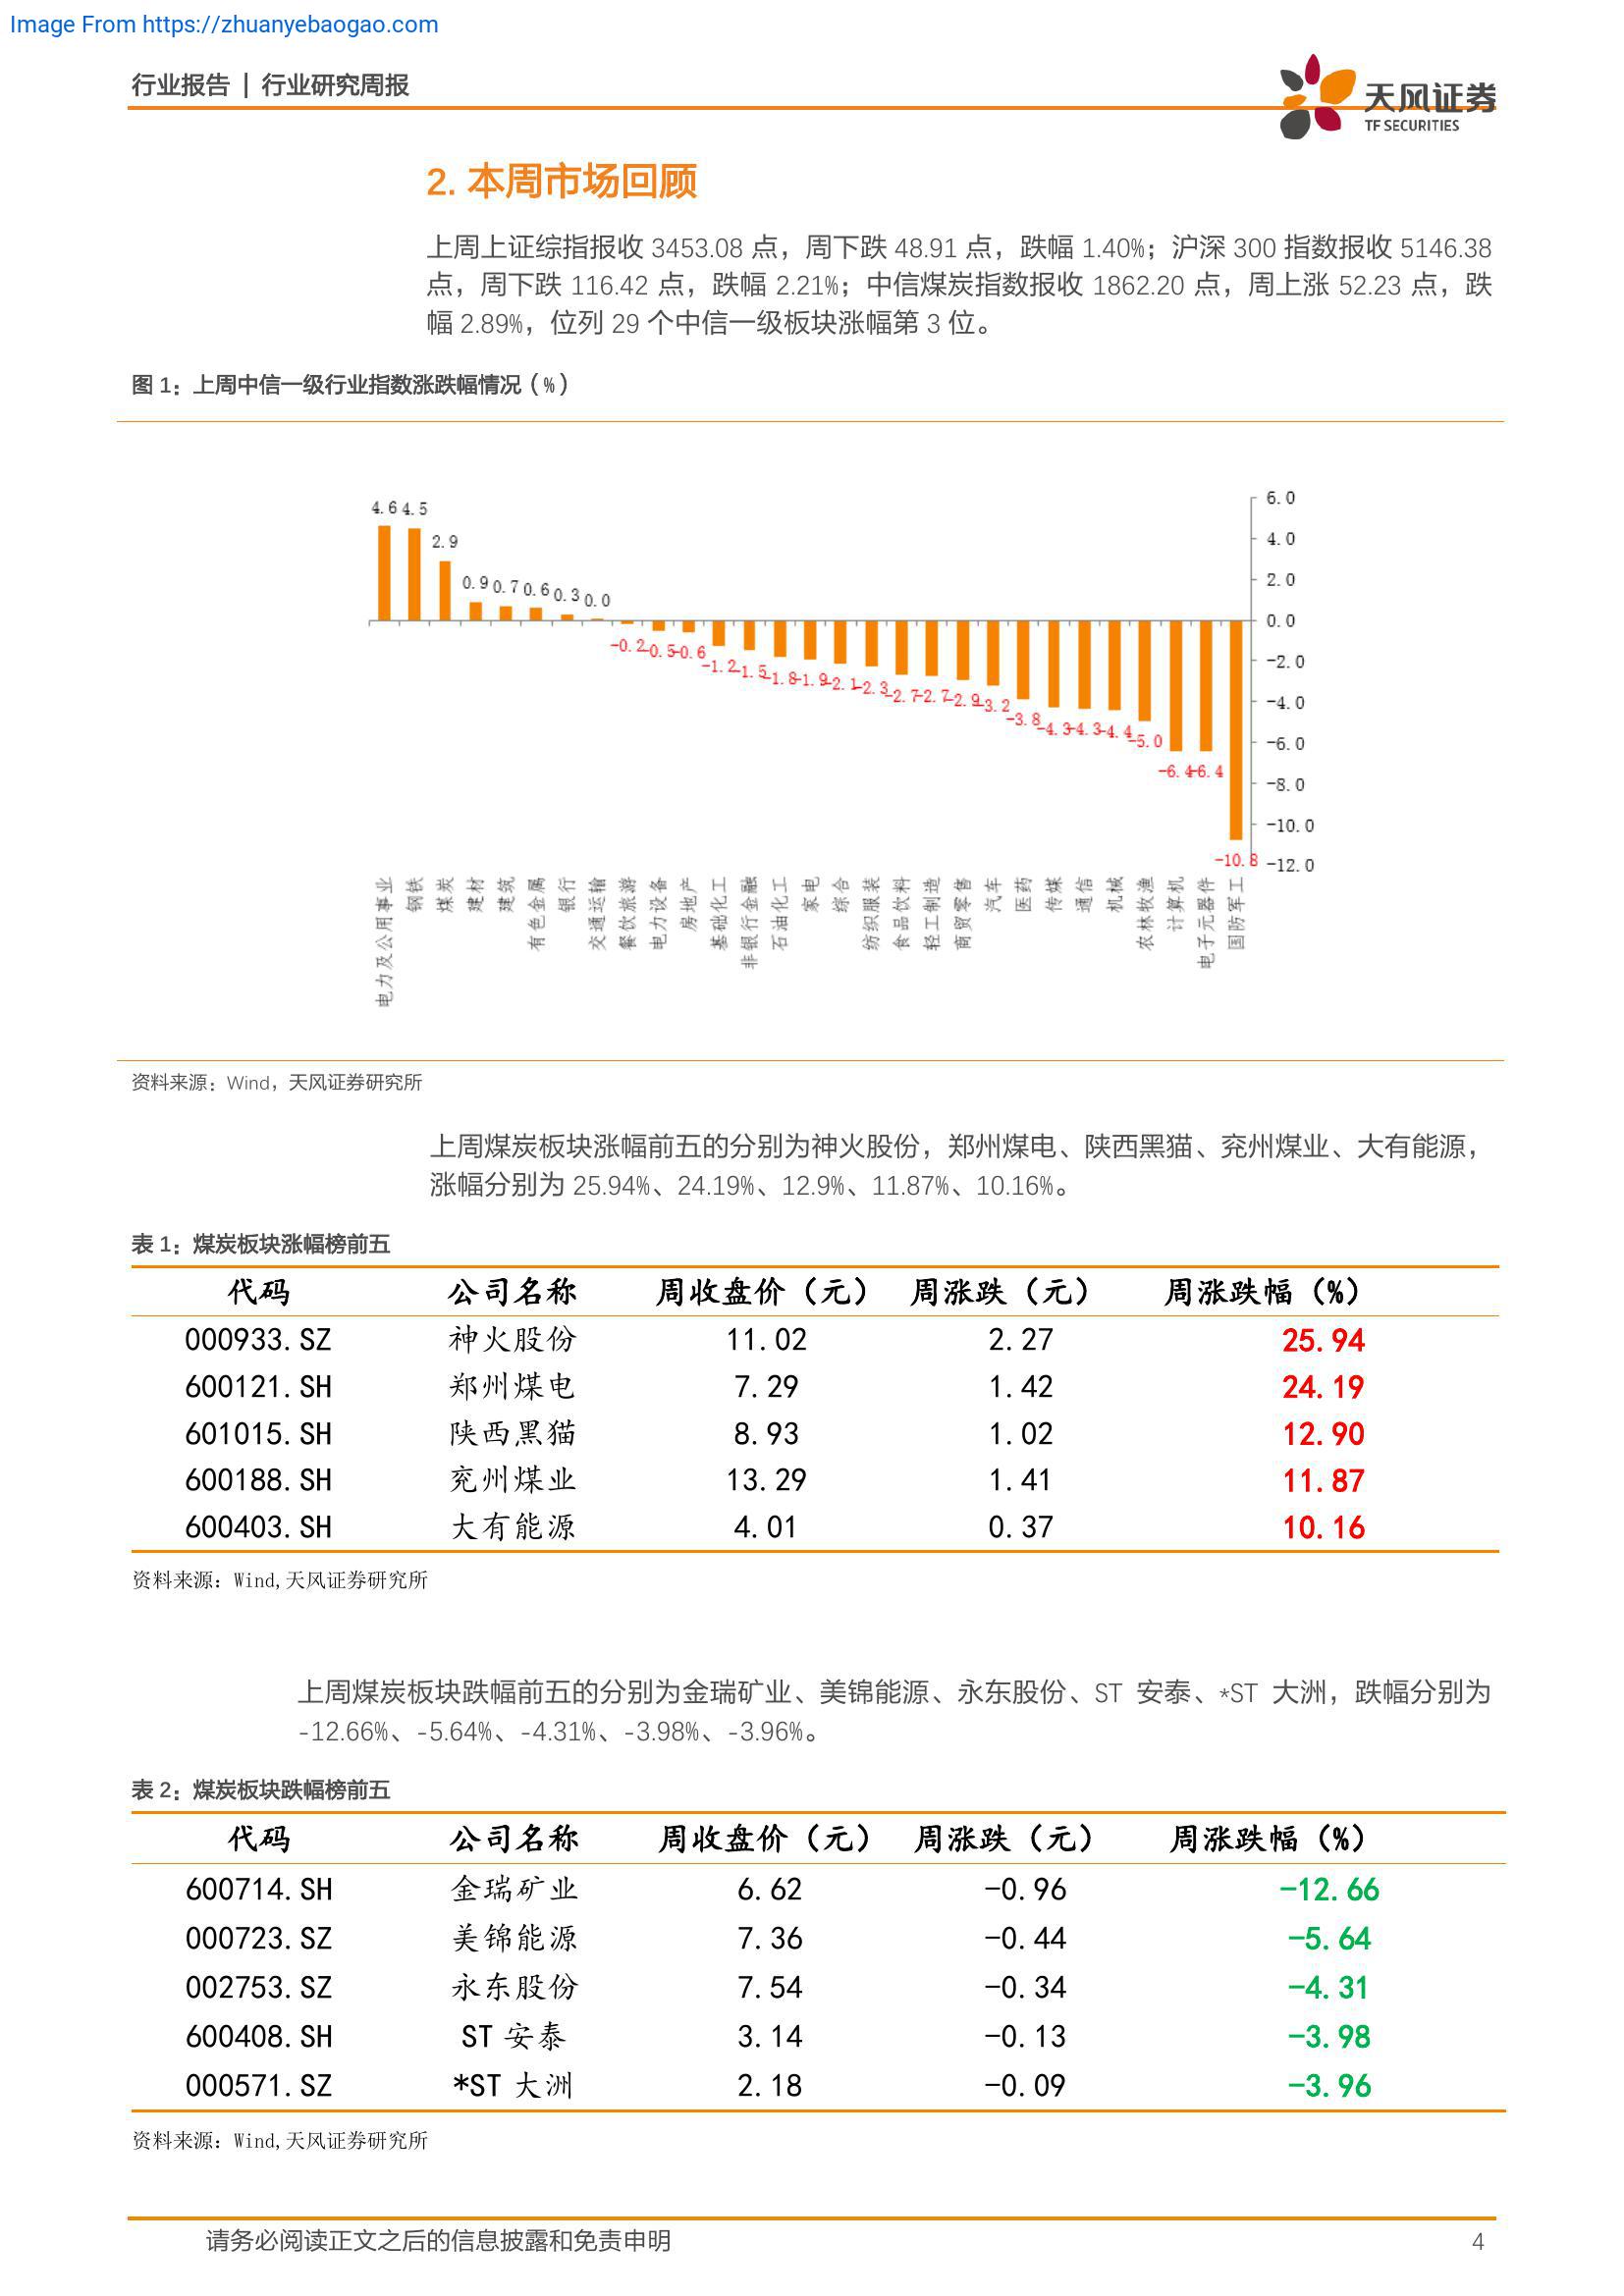 Image From https://zhuanyebaogao.com
行业报告 | 行业研究周报
天风证券
TF SECURITIES
2. 本周市场回顾
上周上证综指报收 3453.08 点，周下跌 48.91 点，跌幅 1.40%；沪深 300 指数报收 5146.38
点，周下跌 116.42 点，跌幅 2.21%；中信煤炭指数报收 1862.20 点，周上涨 52.23 点，跌
幅 2.89%，位列 29 个中信一级板块涨幅第 3 位。
图 1：上周中信一级行业指数涨跌幅情况（%）
4.6 4.5 2.9 0.9 0.7 0.6 0.3 0.0 -0.2 -0.5 -0.6 -1.2 -1.5 -1.8 -1.9 -2.1 -2.3 -2.7 -2.7 -2.9 -3.2 -3.8 -4.3 -4.3 -4.4 -5.0 -6.4 -6.4 -10.8
6.0
4.0
2.0
0.0
-2.0
-4.0
-6.0
-8.0
-10.0
-12.0
电力及公用事业 钢铁 煤炭 建材 建筑 有色金属 银行 交通运输 餐饮旅游 电力设备 房地产 基础化工 非银行金融 石油化工 家电 综合 纺织服装 食品饮料 轻工制造 商贸零售 汽车 医药 传媒 通信 机械 农林牧渔 计算机 电子元器件 国防军工
资料来源：Wind，天风证券研究所
上周煤炭板块涨幅前五的分别为神火股份，郑州煤电、陕西黑猫、兖州煤业、大有能源，
涨幅分别为 25.94%、24.19%、12.9%、11.87%、10.16%。
表 1：煤炭板块涨幅榜前五
代码 公司名称 周收盘价（元） 周涨跌（元） 周涨跌幅（%）
000933.SZ 神火股份 11.02 2.27 25.94
600121.SH 郑州煤电 7.29 1.42 24.19
601015.SH 陕西黑猫 8.93 1.02 12.90
600188.SH 兖州煤业 13.29 1.41 11.87
600403.SH 大有能源 4.01 0.37 10.16
资料来源：Wind,天风证券研究所
上周煤炭板块跌幅前五的分别为金瑞矿业、美锦能源、永东股份、ST 安泰、*ST 大洲，跌幅分别为
-12.66%、-5.64%、-4.31%、-3.98%、-3.96%。
表 2：煤炭板块跌幅榜前五
代码 公司名称 周收盘价（元） 周涨跌（元） 周涨跌幅（%）
600714.SH 金瑞矿业 6.62 -0.96 -12.66
000723.SZ 美锦能源 7.36 -0.44 -5.64
002753.SZ 永东股份 7.54 -0.34 -4.31
600408.SH ST 安泰 3.14 -0.13 -3.98
000571.SZ *ST 大洲 2.18 -0.09 -3.96
资料来源：Wind,天风证券研究所
请务必阅读正文之后的信息披露和免责申明 4